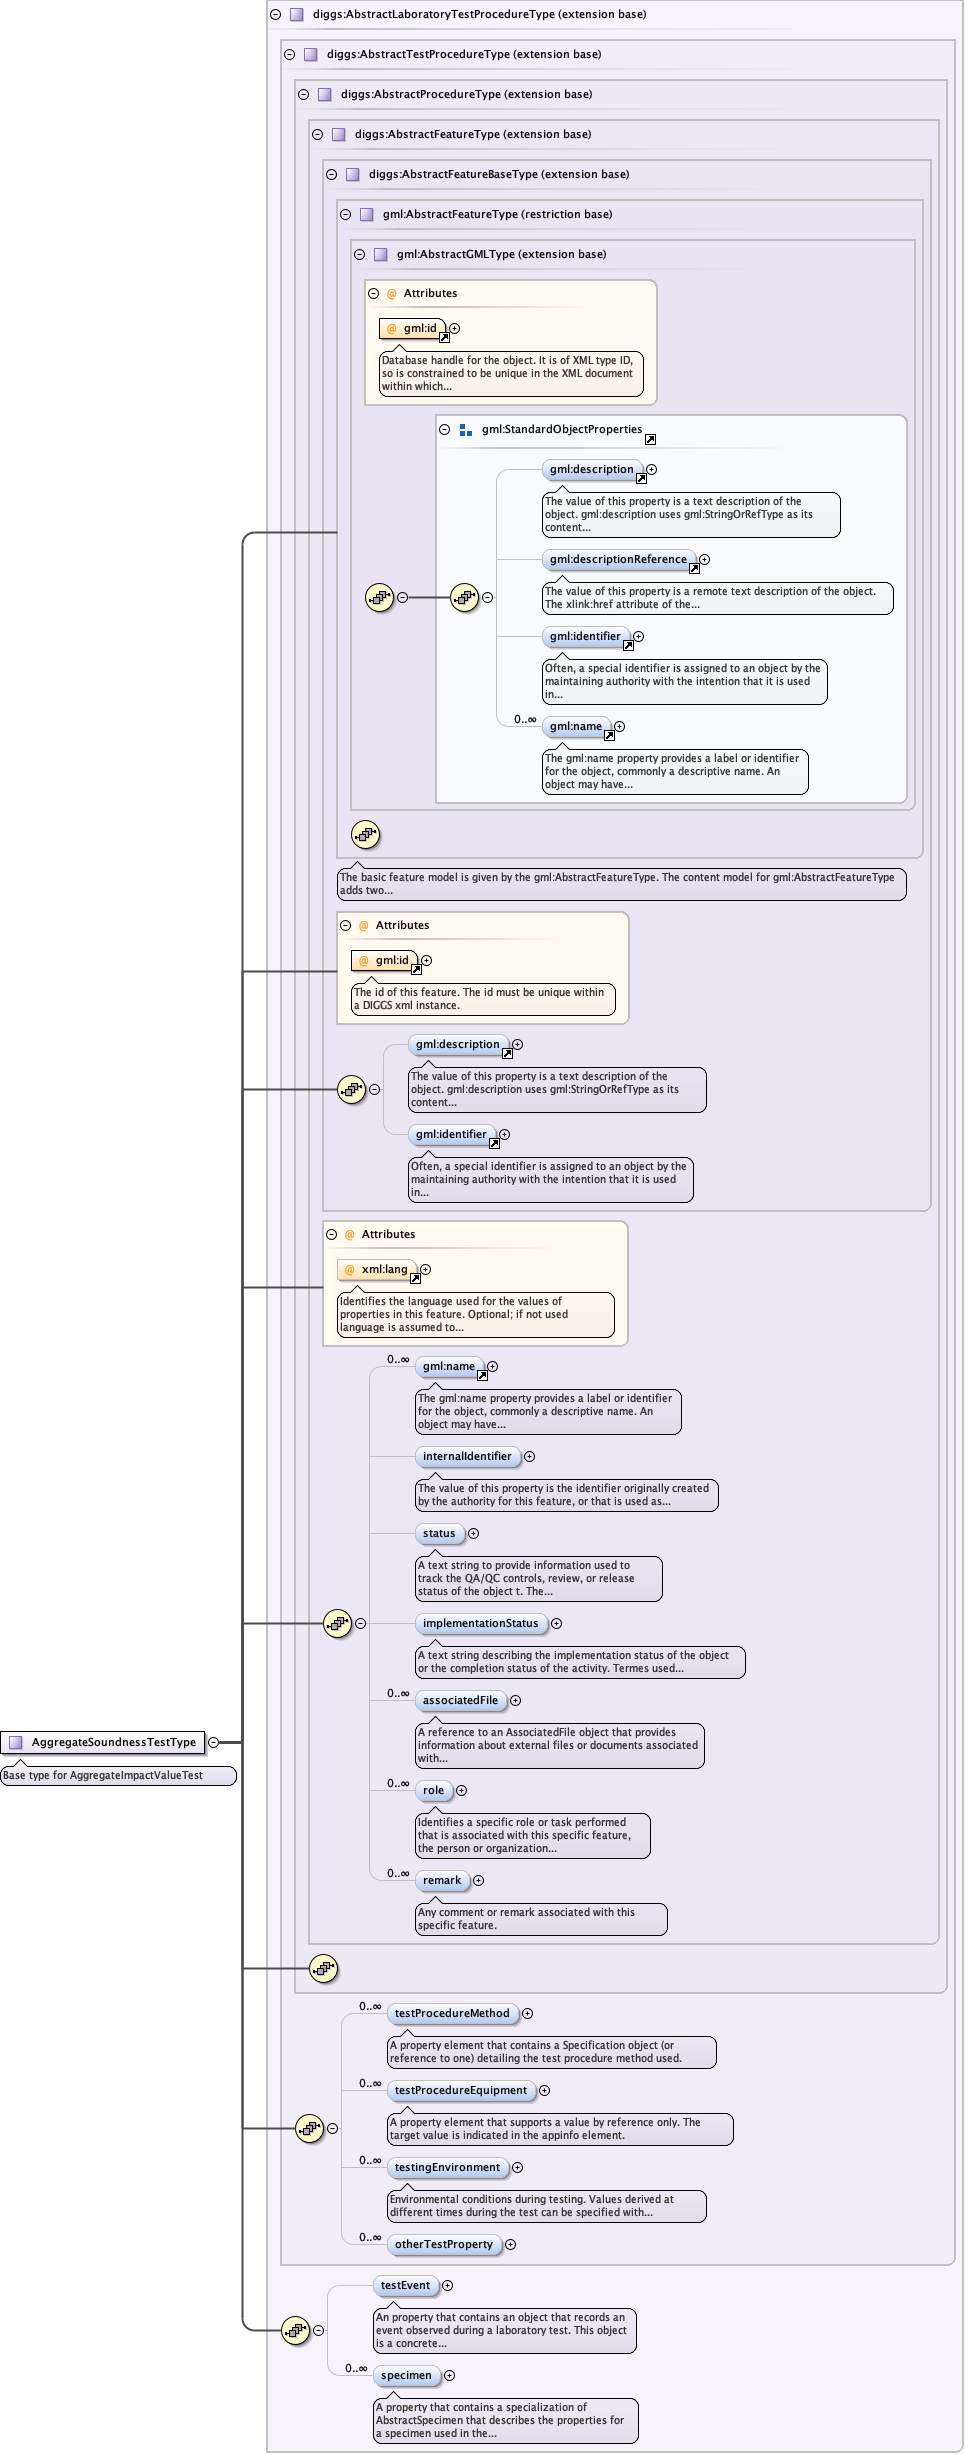 diggs:AbstractLaboratoryTestProcedureType (extension base)
diggs:AbstractTestProcedureType (extension base)
diggs:AbstractProcedureType (extension base)
diggs:AbstractFeatureType (extension base)
diggs:AbstractFeatureBaseType (extension base)
gml:AbstractFeatureType (restriction base)
gml:AbstractGMLType (extension base)
@ Attributes
@ gml:id
Database handle for the object. It is of XML type ID,
so is constrained to be unique in the XML document
within which...
gml:StandardObjectProperties
gml:description
The value of this property is a text description of the
object. gml:description uses gml:StringOrRefType as its
content...
gml:descriptionReference
The value of this property is a remote text description of the object.
The xlink:href attribute of the...
gml:identifier
Often, a special identifier is assigned to an object by the
maintaining authority with the intention that it is used
in...
0..∞ gml:name
The gml:name property provides a label or identifier
for the object, commonly a descriptive name. An
object may have...
The basic feature model is given by the gml:AbstractFeatureType. The content model for gml:AbstractFeatureType
adds two...
@ Attributes
@ gml:id
The id of this feature. The id must be unique within
a DIGGS xml instance.
gml:description
The value of this property is a text description of the
object. gml:description uses gml:StringOrRefType as its
content...
gml:identifier
Often, a special identifier is assigned to an object by the
maintaining authority with the intention that it is used
in...
@ Attributes
@ xml:lang
Identifies the language used for the values of
properties in this feature. Optional; if not used
language is assumed to...
0..∞ gml:name
The gml:name property provides a label or identifier
for the object, commonly a descriptive name. An
object may have...
internalIdentifier
The value of this property is the identifier originally created
by the authority for this feature, or that is used as...
status
A text string to provide information used to
track the QA/QC controls, review, or release
status of the object t. The...
implementationStatus
A text string describing the implementation status of the object
or the completion status of the activity. Termes used...
0..∞ associatedFile
A reference to an AssociatedFile object that provides
information about external files or documents associated
with...
AggregateSoundnessTestType
Base type for AggregateImpactValueTest
0..∞ role
Identifies a specific role or task performed
that is associated with this specific feature,
the person or organization...
0..∞ remark
Any comment or remark associated with this
specific feature.
0..∞ testProcedureMethod
A property element that contains a Specification object (or
reference to one) detailing the test procedure method used.
0..∞ testProcedureEquipment
A property element that supports a value by reference only. The
target value is indicated in the appinfo element.
0..∞ testingEnvironment
Environmental conditions during testing. Values derived at
different times during the test can be specified with...
0..∞ otherTestProperty
testEvent
An property that contains an object that records an
event observed during a laboratory test. This object
is a concrete...
0..∞ specimen
A property that contains a specialization of
AbstractSpecimen that describes the properties for
a specimen used in the...